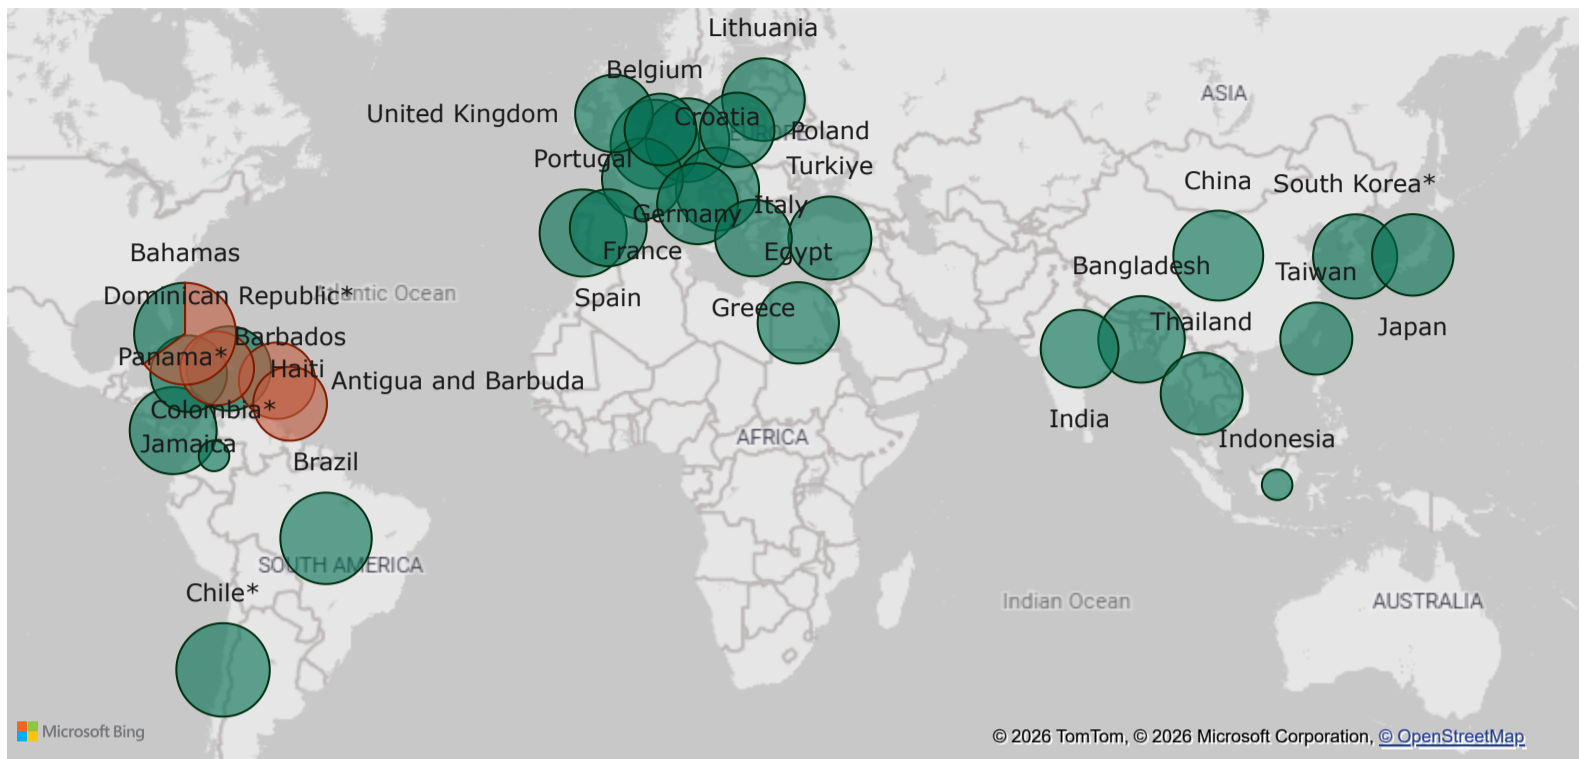 Lithuania
Belgium
ASIA
United Kingdom
Croatia
EUROPE
Poland
Portugal
Turkiye
China
South Korea*
Germany
Italy
Bahamas
France
Egypt
Bangladesh
Taiwan
Dominican Republic*
Atlantic Ocean
Spain
Greece
Thailand
Japan
Barbados
Panama*
Haiti
Antigua and Barbuda
Colombia*
India
Jamaica
AFRICA
Indonesia
Brazil
SOUTH AMERICA
Chile*
Indian Ocean
AUSTRALIA
Microsoft Bing
© 2026 TomTom, © 2026 Microsoft Corporation, © OpenStreetMap